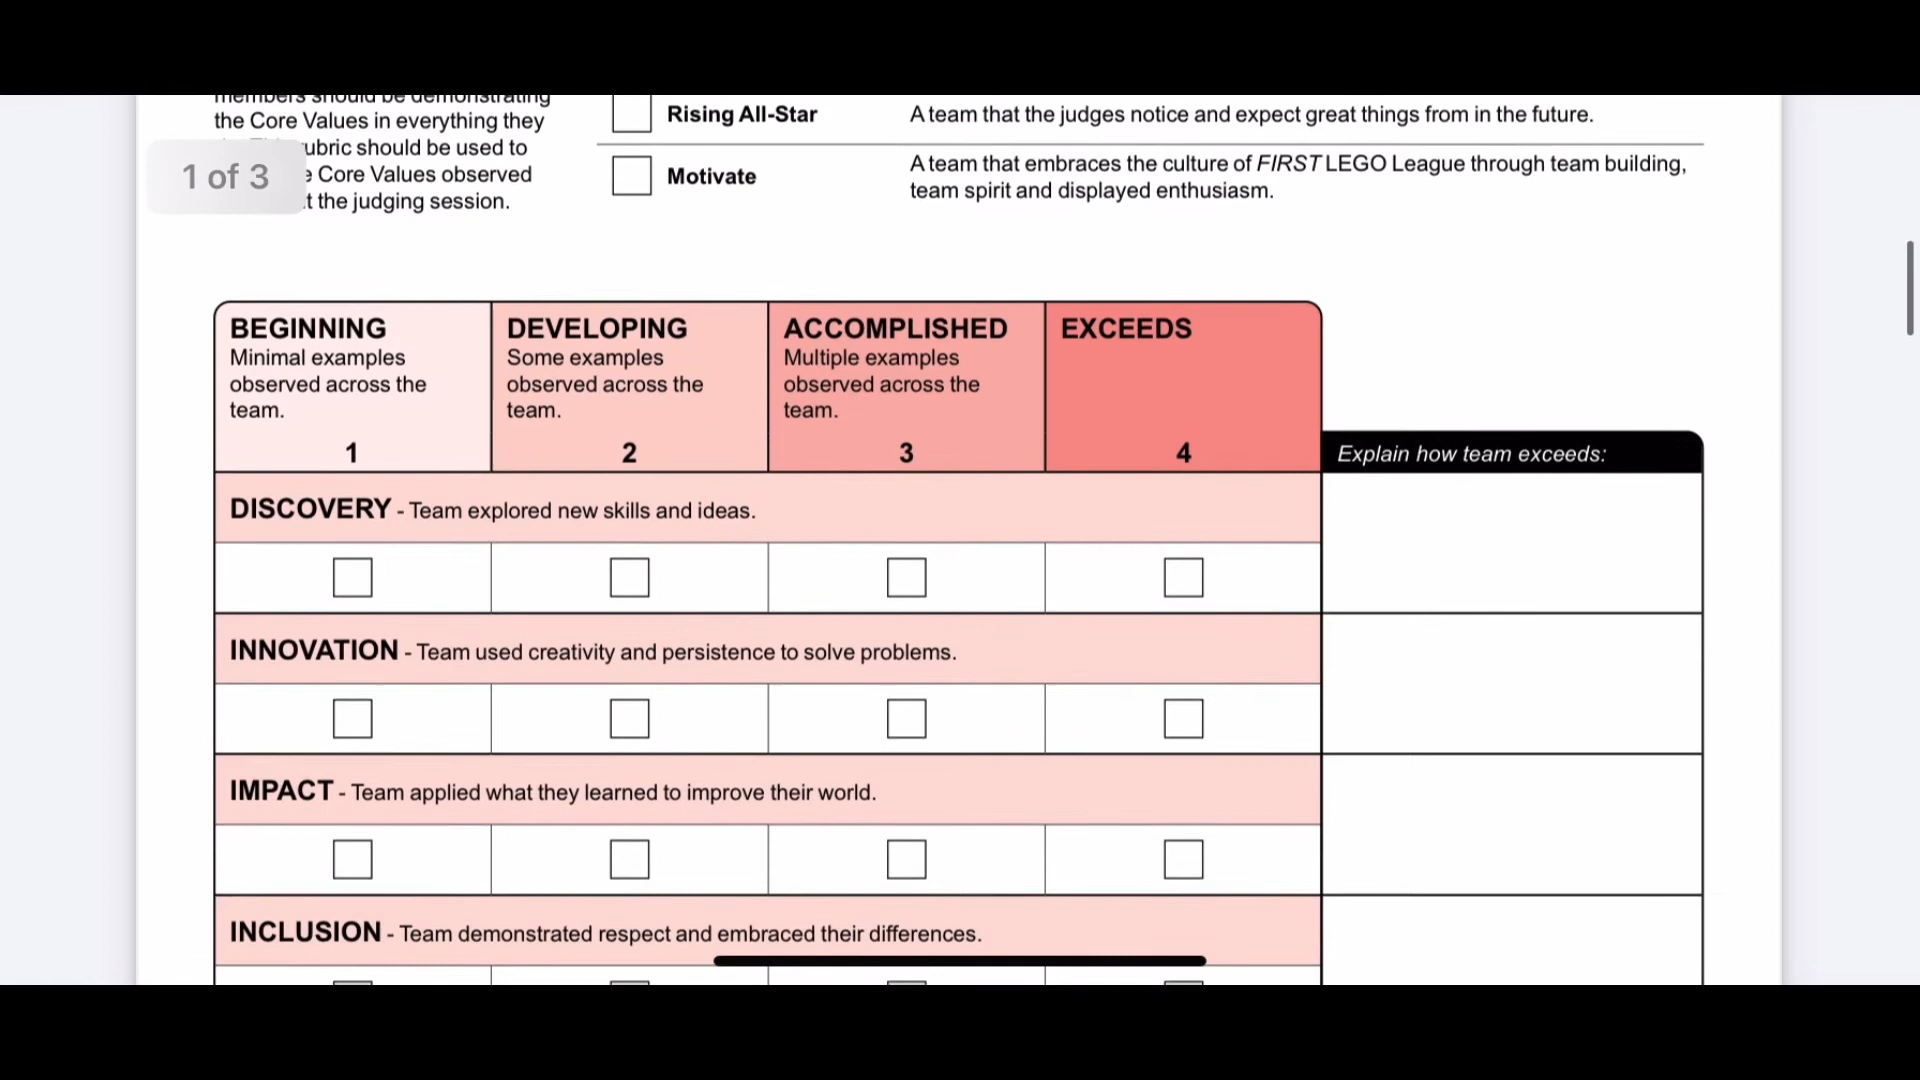 members should be demonstrating
the Core Values in everything they
ubric should be used to
1 of 3
e Core Values observed
t the judging session.
Rising All-Star
A team that the judges notice and expect great things from in the future.
Motivate
A team that embraces the culture of FIRST LEGO League through team building,
team spirit and displayed enthusiasm.
BEGINNING
Minimal examples
observed across the
team.
1
DEVELOPING
Some examples
observed across the
team.
2
ACCOMPLISHED
Multiple examples
observed across the
team.
3
EXCEEDS
4
Explain how team exceeds:
DISCOVERY - Team explored new skills and ideas.
INNOVATION - Team used creativity and persistence to solve problems.
IMPACT - Team applied what they learned to improve their world.
INCLUSION - Team demonstrated respect and embraced their differences.